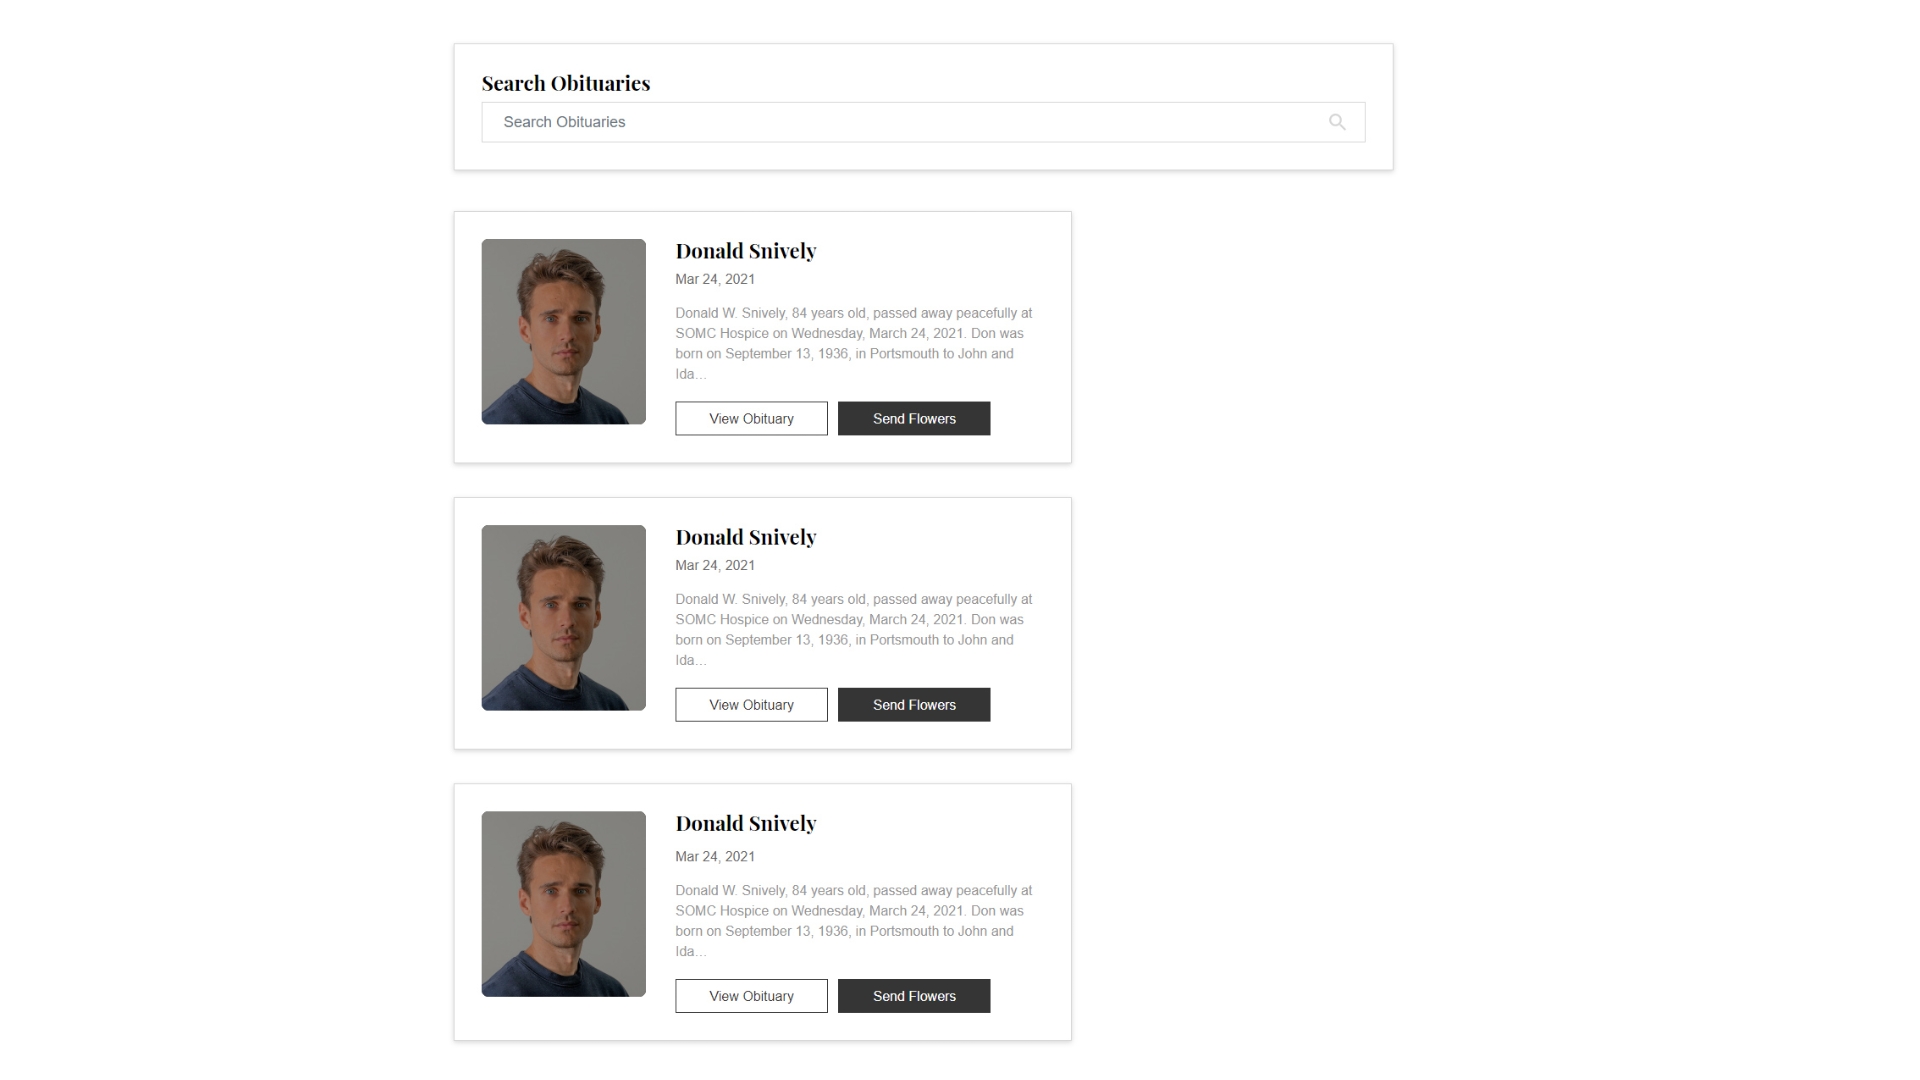 Search Obituaries
Search Obituaries
Donald Snively
Mar 24, 2021
Donald W. Snively, 84 years old, passed away peacefully at
SOMC Hospice on Wednesday, March 24, 2021. Don was
born on September 13, 1936, in Portsmouth to John and
Ida...
View Obituary
Send Flowers
Donald Snively
Mar 24, 2021
Donald W. Snively, 84 years old, passed away peacefully at
SOMC Hospice on Wednesday, March 24, 2021. Don was
born on September 13, 1936, in Portsmouth to John and
Ida...
View Obituary
Send Flowers
Donald Snively
Mar 24, 2021
Donald W. Snively, 84 years old, passed away peacefully at
SOMC Hospice on Wednesday, March 24, 2021. Don was
born on September 13, 1936, in Portsmouth to John and
Ida...
View Obituary
Send Flowers